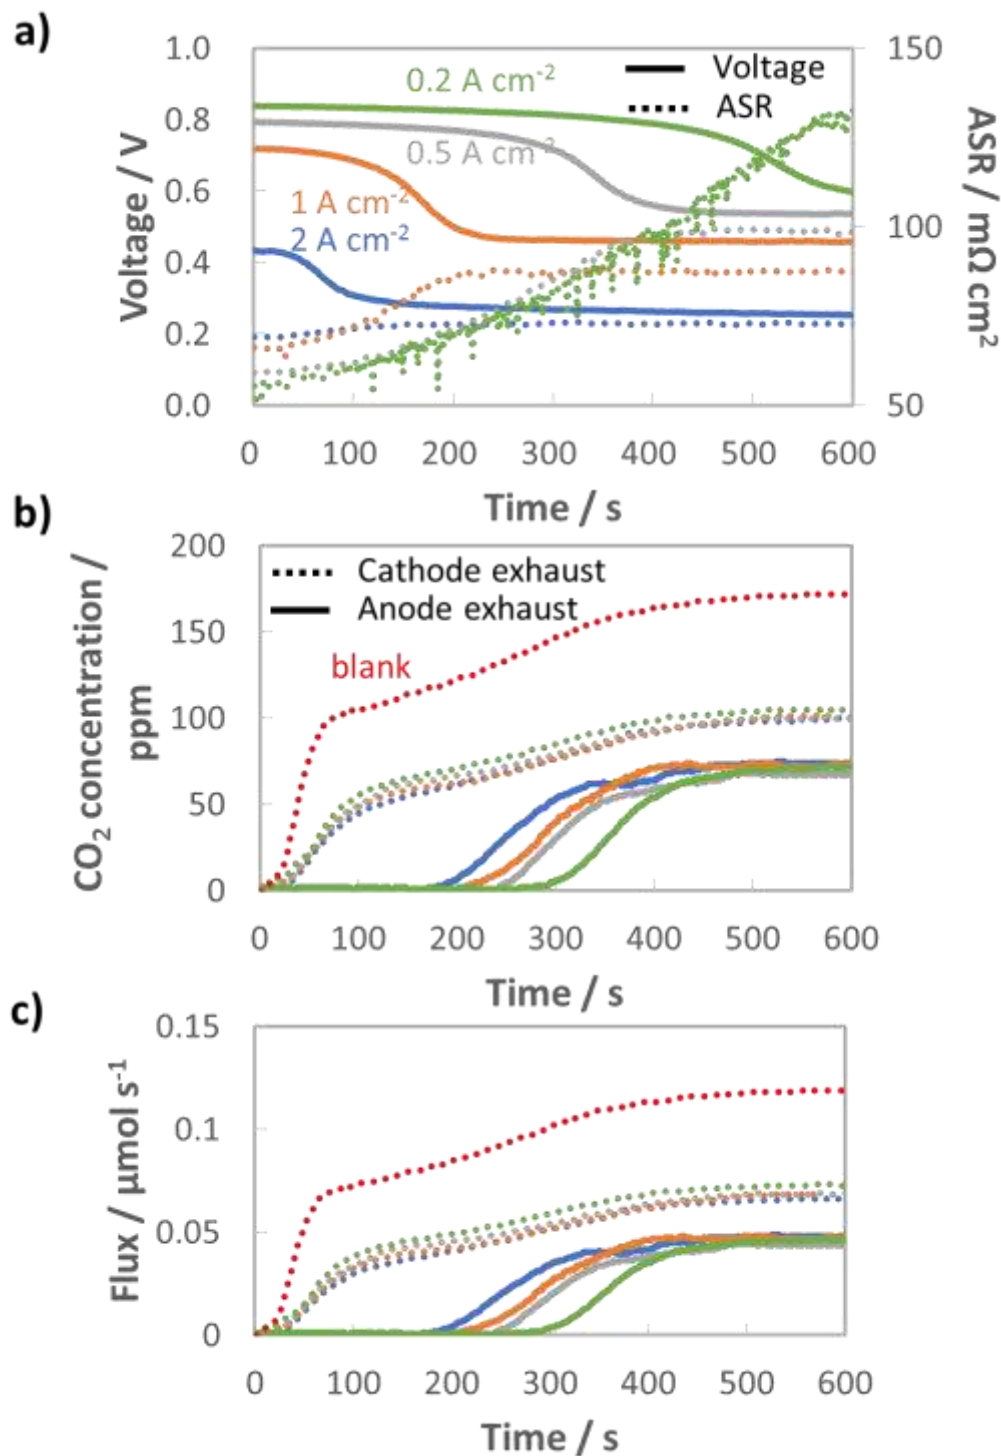 a)
1.0
0.8
0.6
0.4
0.2
0.0
Voltage / V
0.2 A cm⁻²
0.5 A cm⁻²
1 A cm⁻²
2 A cm⁻²
Voltage
ASR
150
100
50
ASR / mΩ cm²
0 100 200 300 400 500 600
Time / s
b)
200
150
100
50
0
CO₂ concentration /
ppm
Cathode exhaust
Anode exhaust
blank
0 100 200 300 400 500 600
Time / s
c)
0.15
0.1
0.05
0
Flux / µmol s⁻¹
0 100 200 300 400 500 600
Time / s